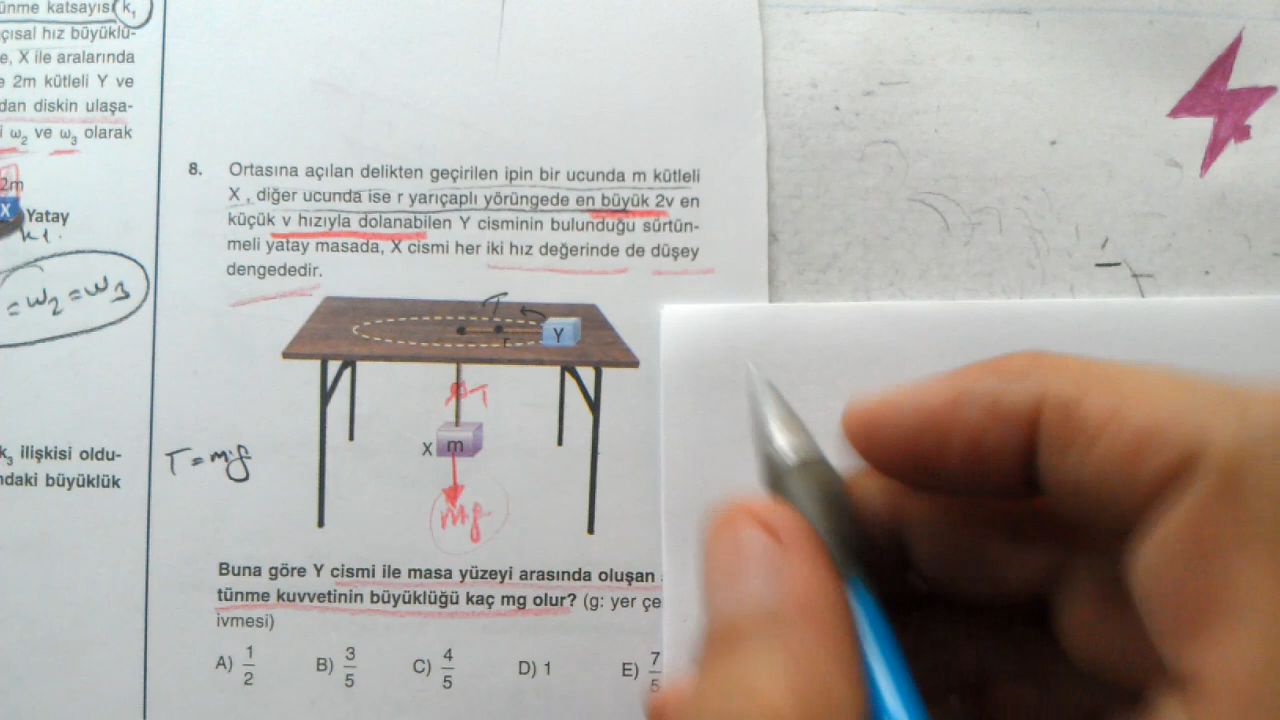 ünme katsayısı k₁
çısal hız büyüklü-
e, X ile aralarında
e 2m kütleli Y ve
dan diskin ulaşa-
i ω₂ ve ω₃ olarak
2m
X Yatay
k₁.
= ω₂ = ω₃
k₃ ilişkisi oldu-
ndaki büyüklük
8. Ortasına açılan delikten geçirilen ipin bir ucunda m kütleli
X, diğer ucunda ise r yarıçaplı yörüngede en büyük 2v en
küçük v hızıyla dolanabilen Y cisminin bulunduğu sürtün-
meli yatay masada, X cismi her iki hız değerinde de düşey
dengededir.
T
r
Y
T
X m
T = m.g
mg
Buna göre Y cismi ile masa yüzeyi arasında oluşan
tünme kuvvetinin büyüklüğü kaç mg olur? (g: yer çe
ivmesi)
A) 1/2 B) 3/5 C) 4/5 D) 1 E) 7/5